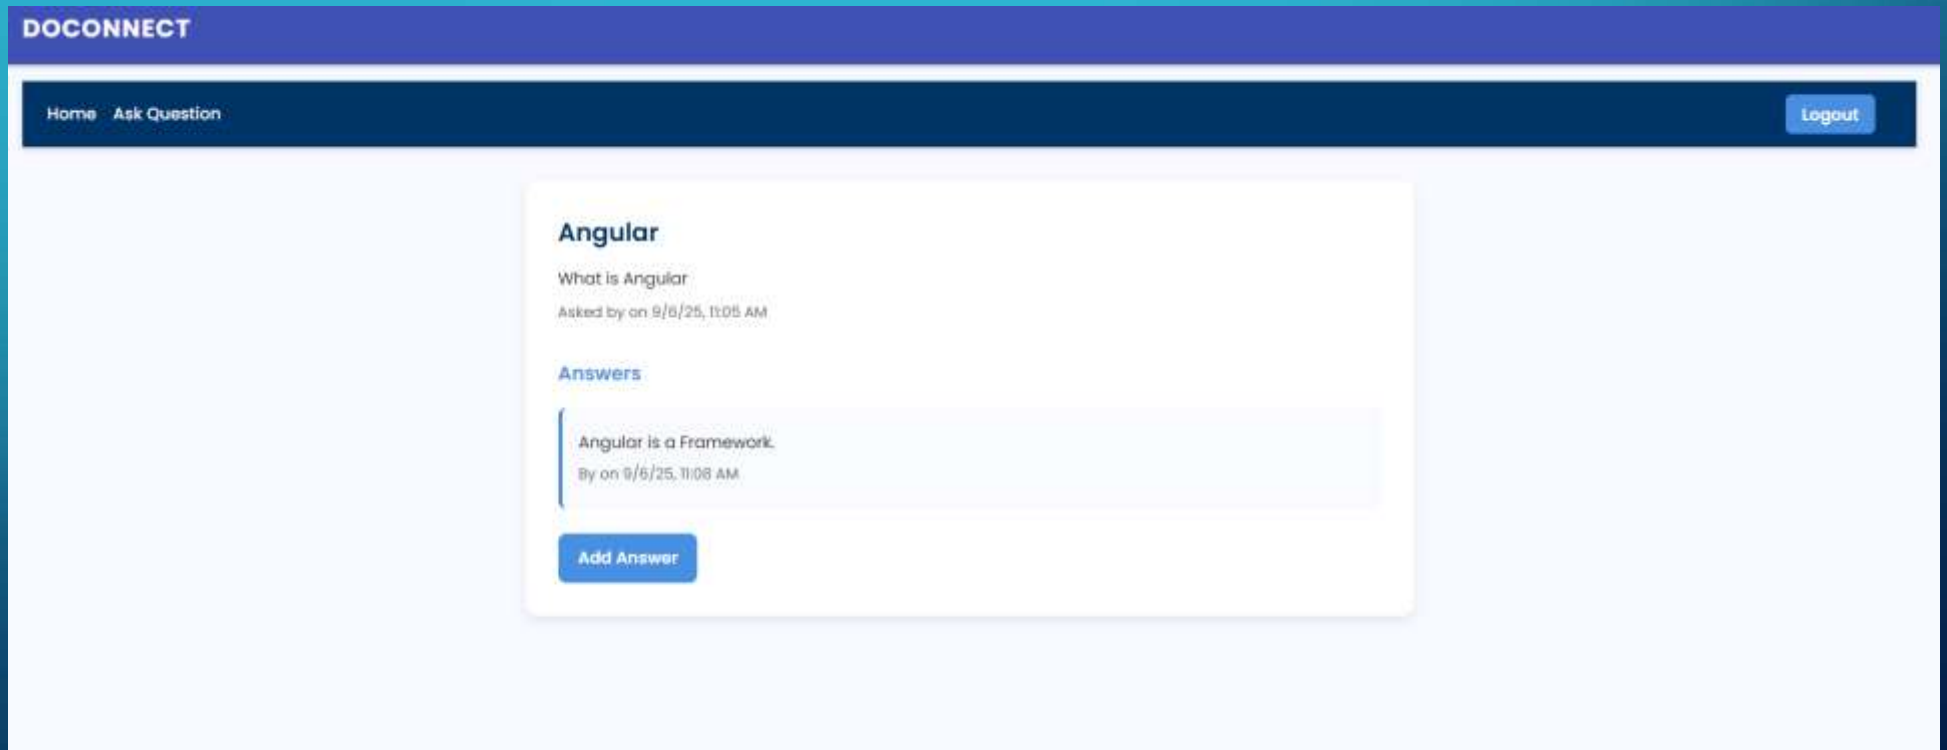 DOCONNECT
Home Ask Question Logout
Angular
What is Angular
Asked by on 9/6/25, 11:05 AM
Answers
Angular is a Framework.
By on 9/6/25, 11:08 AM
Add Answer